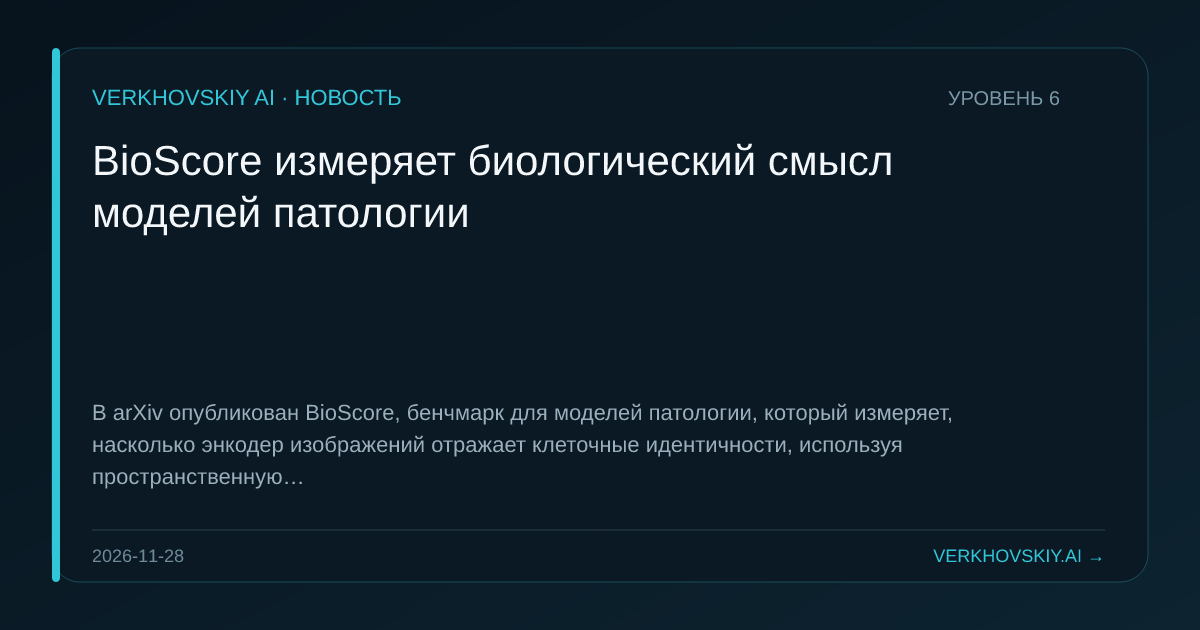 VERKHOVSKIY AI · НОВОСТЬ
УРОВЕНЬ 6
BioScore измеряет биологический смысл
моделей патологии
В arXiv опубликован BioScore, бенчмарк для моделей патологии, который измеряет,
насколько энкодер изображений отражает клеточные идентичности, используя
пространственную…
2026-11-28
VERKHOVSKIY.AI →